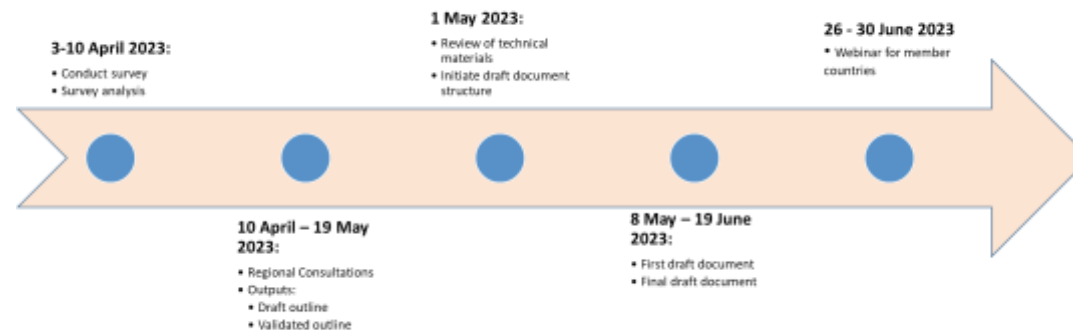 3-10 April 2023:
• Conduct survey
• Survey analysis
10 April – 19 May
2023:
• Regional Consultations
• Outputs:
• Draft outline
• Validated outline
1 May 2023:
• Review of technical
materials
• Initiate draft document
structure
8 May – 19 June
2023:
• First draft document
• Final draft document
26 - 30 June 2023
• Webinar for member
countries